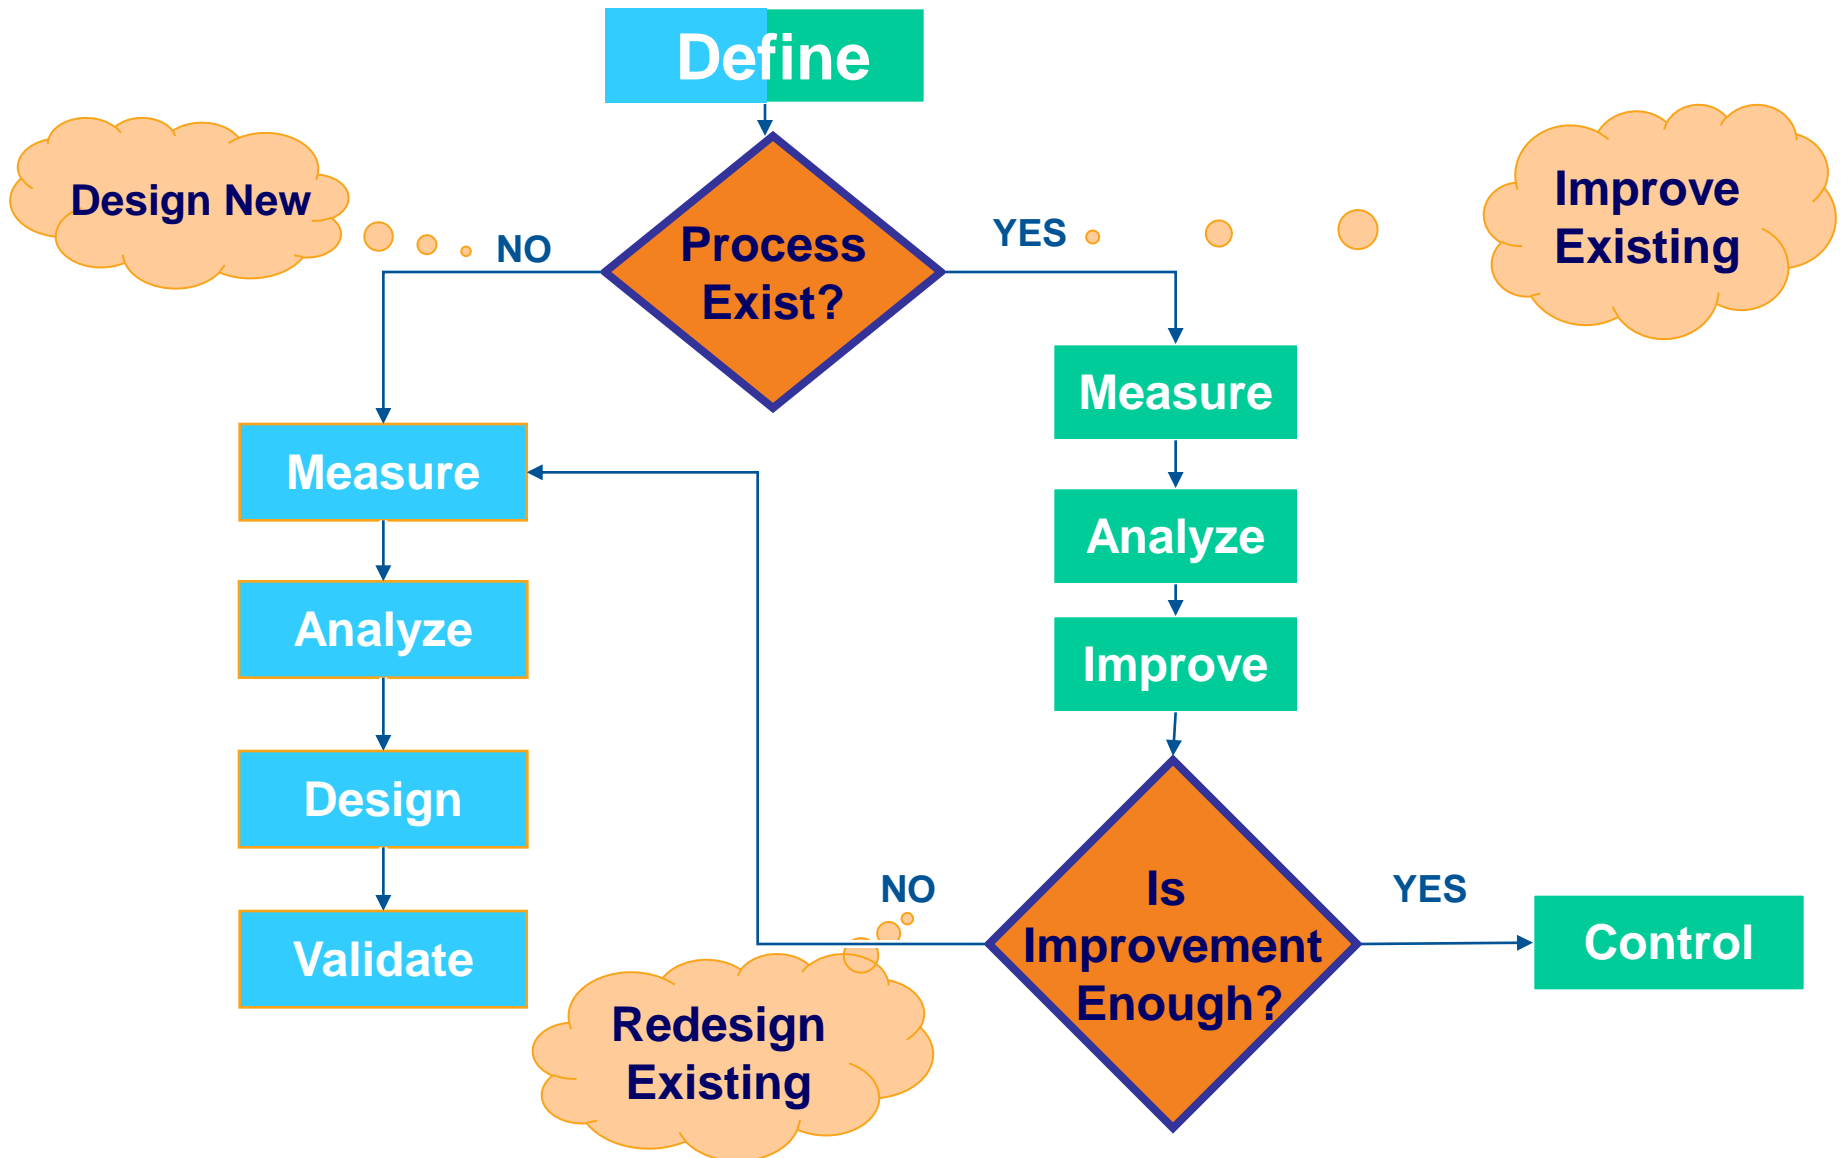 Define
Design New
NO
Process
Exist?
YES
Improve
Existing
Measure
Analyze
Design
Validate
Measure
Analyze
Improve
Is
Improvement
Enough?
NO
Redesign
Existing
YES
Control